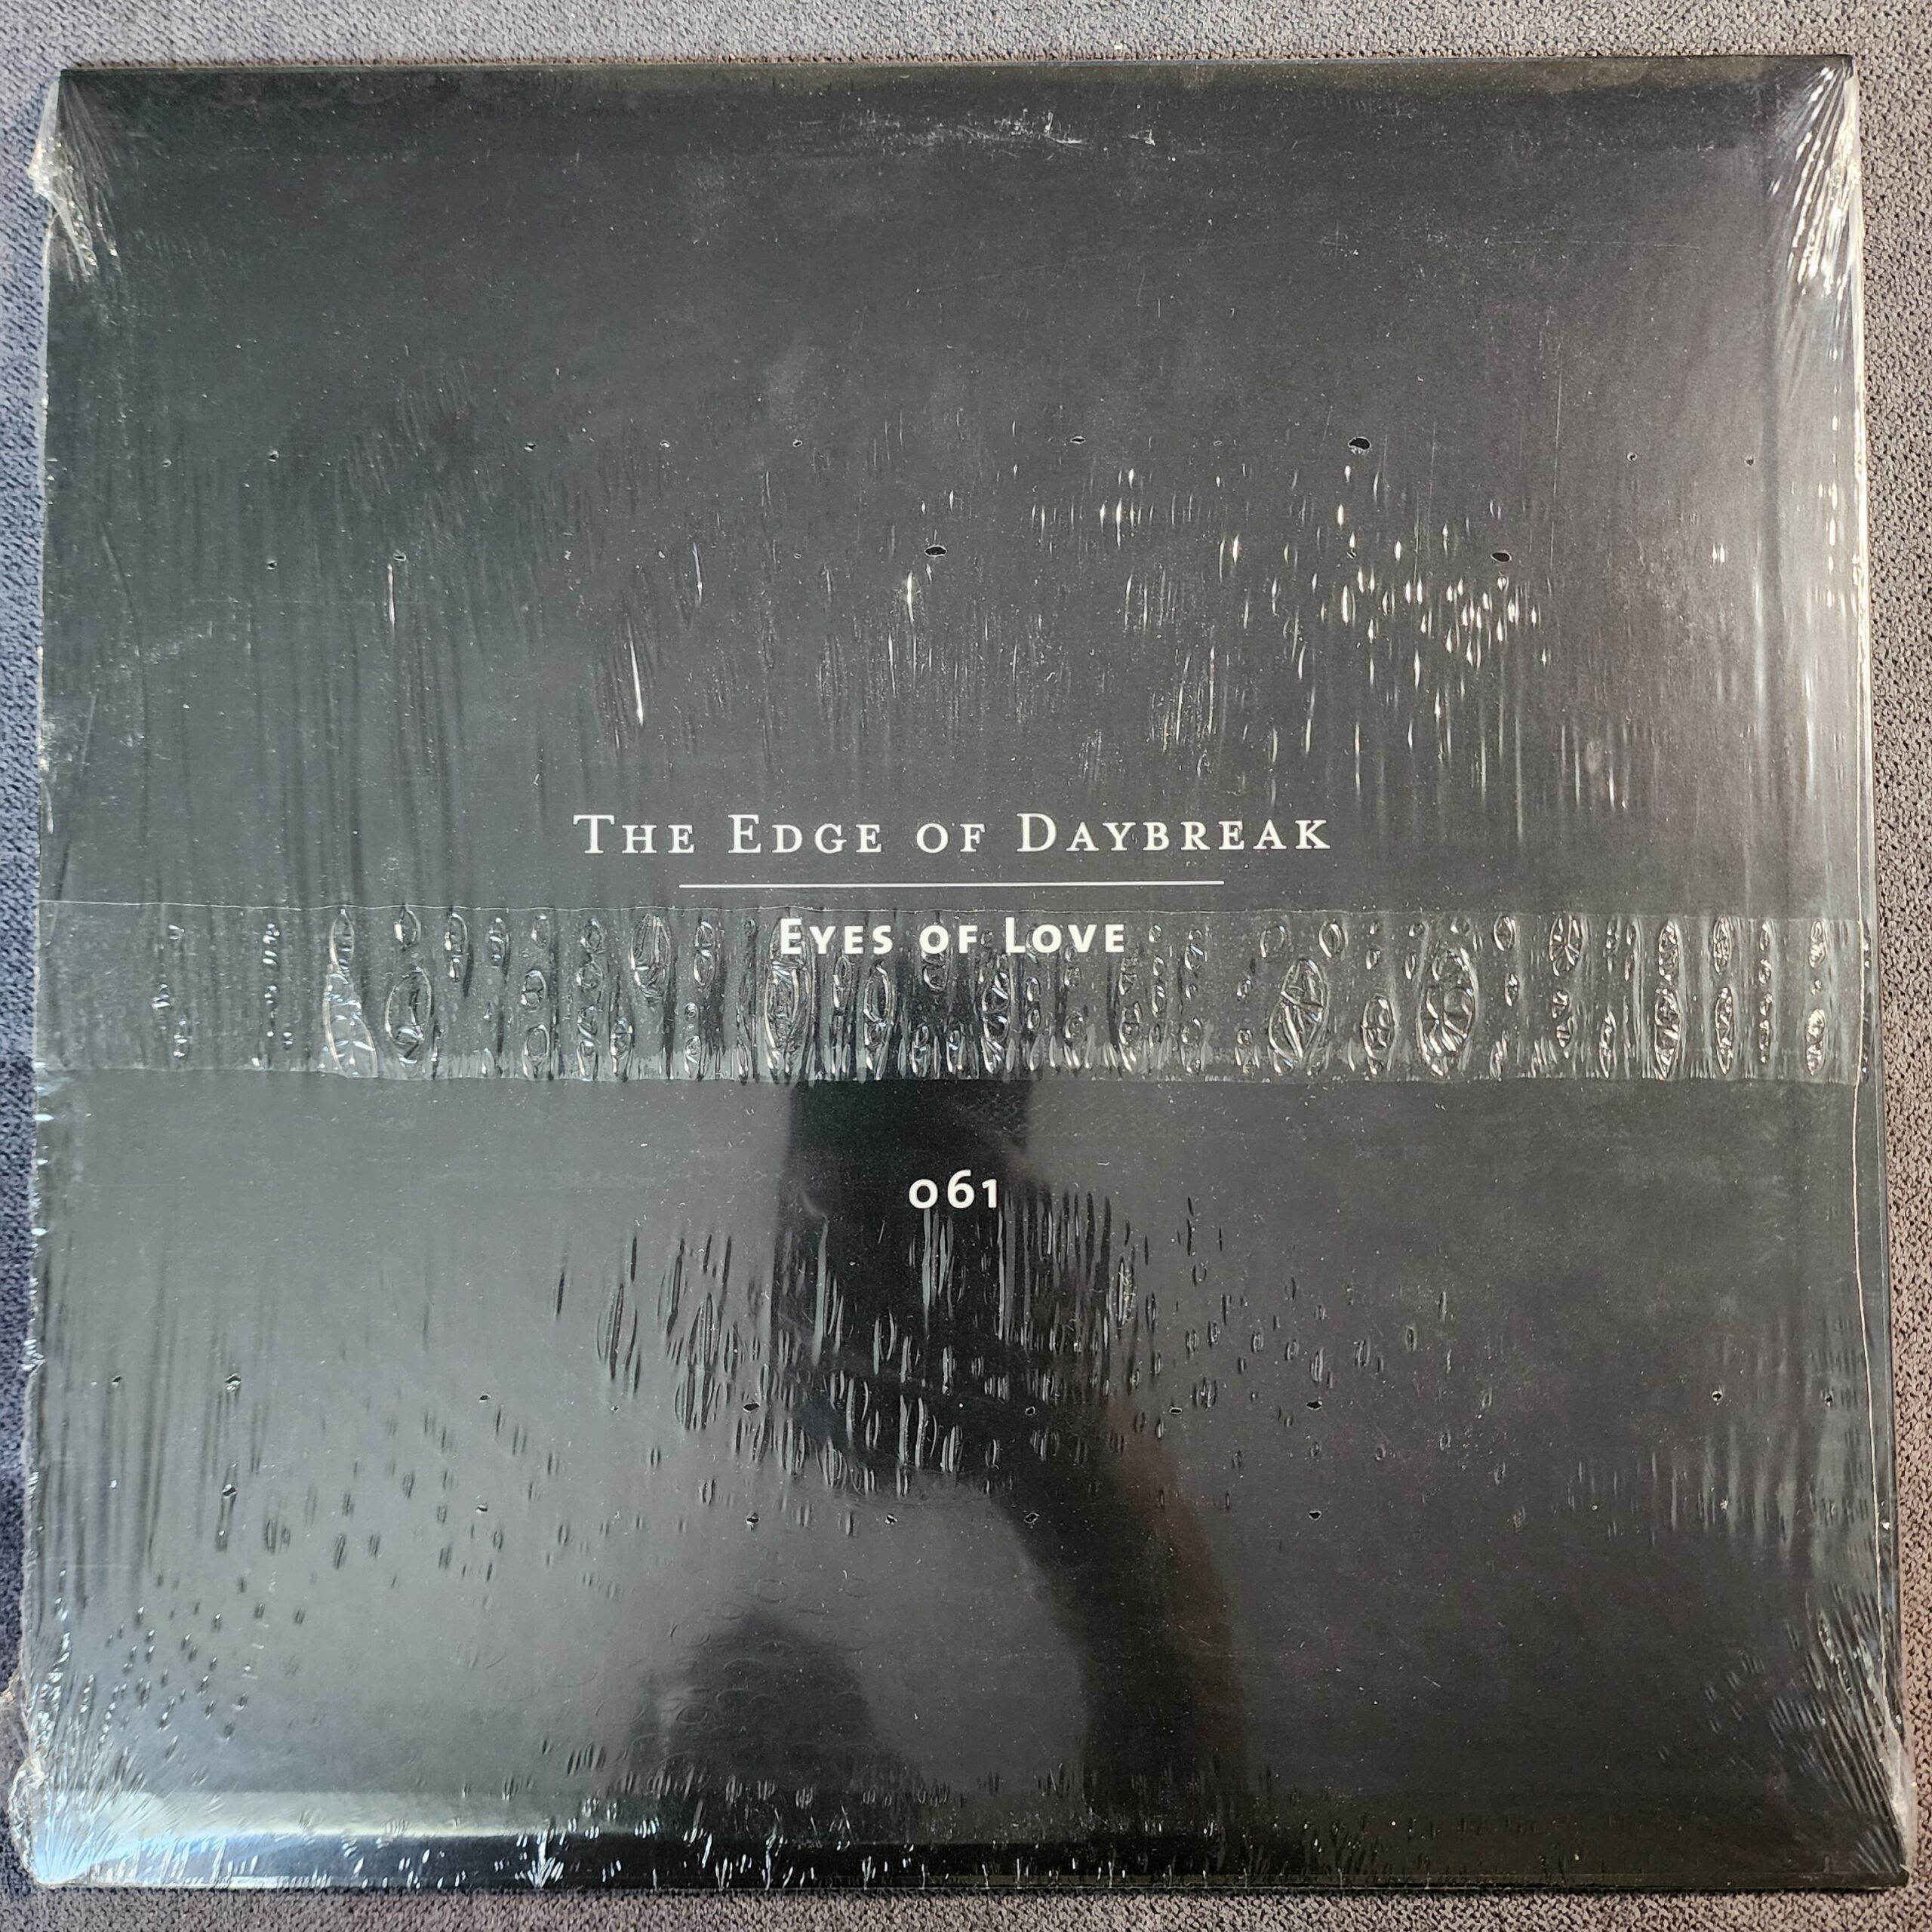 The Edge of Daybreak
Eyes of Love
061